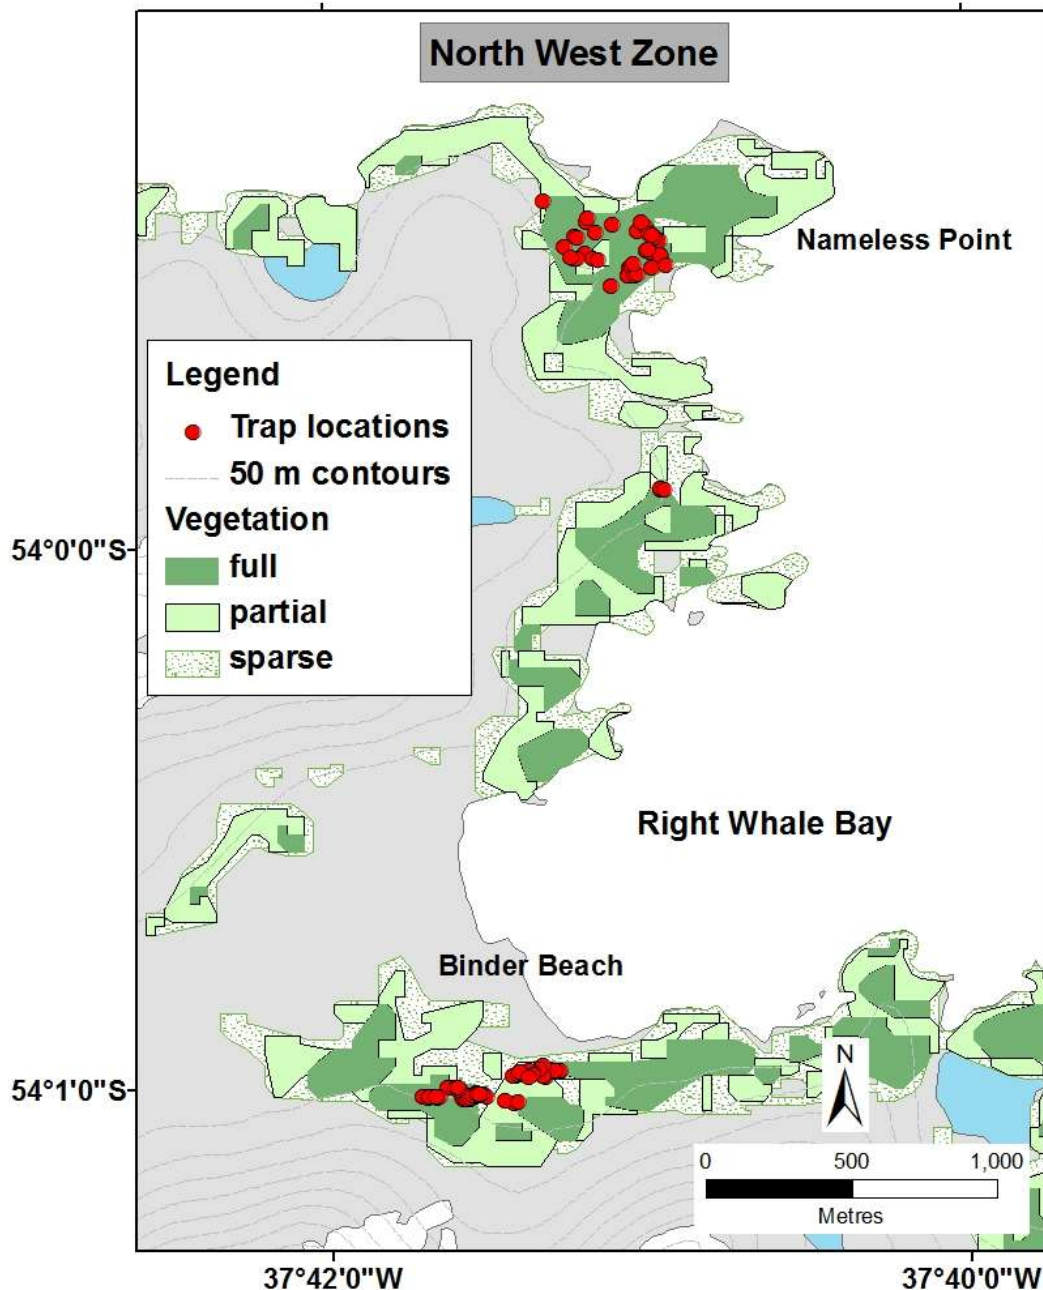 North West Zone
Nameless Point
Legend
Trap locations
50 m contours
Vegetation
full
partial
sparse
54°0'0"S
Right Whale Bay
Binder Beach
54°1'0"S
N
0 500 1,000
Metres
37°42'0"W 37°40'0"W